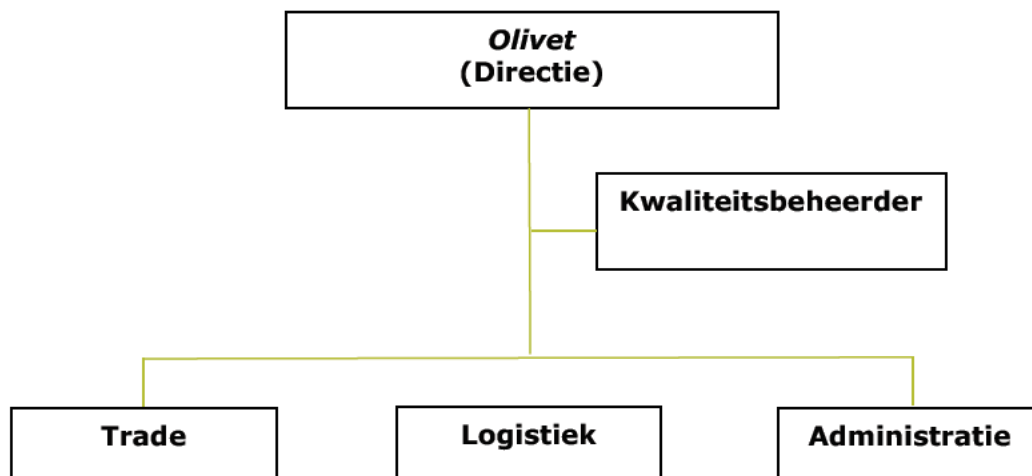 Olivet
(Directie)
Kwaliteitsbeheerder
Trade
Logistiek
Administratie